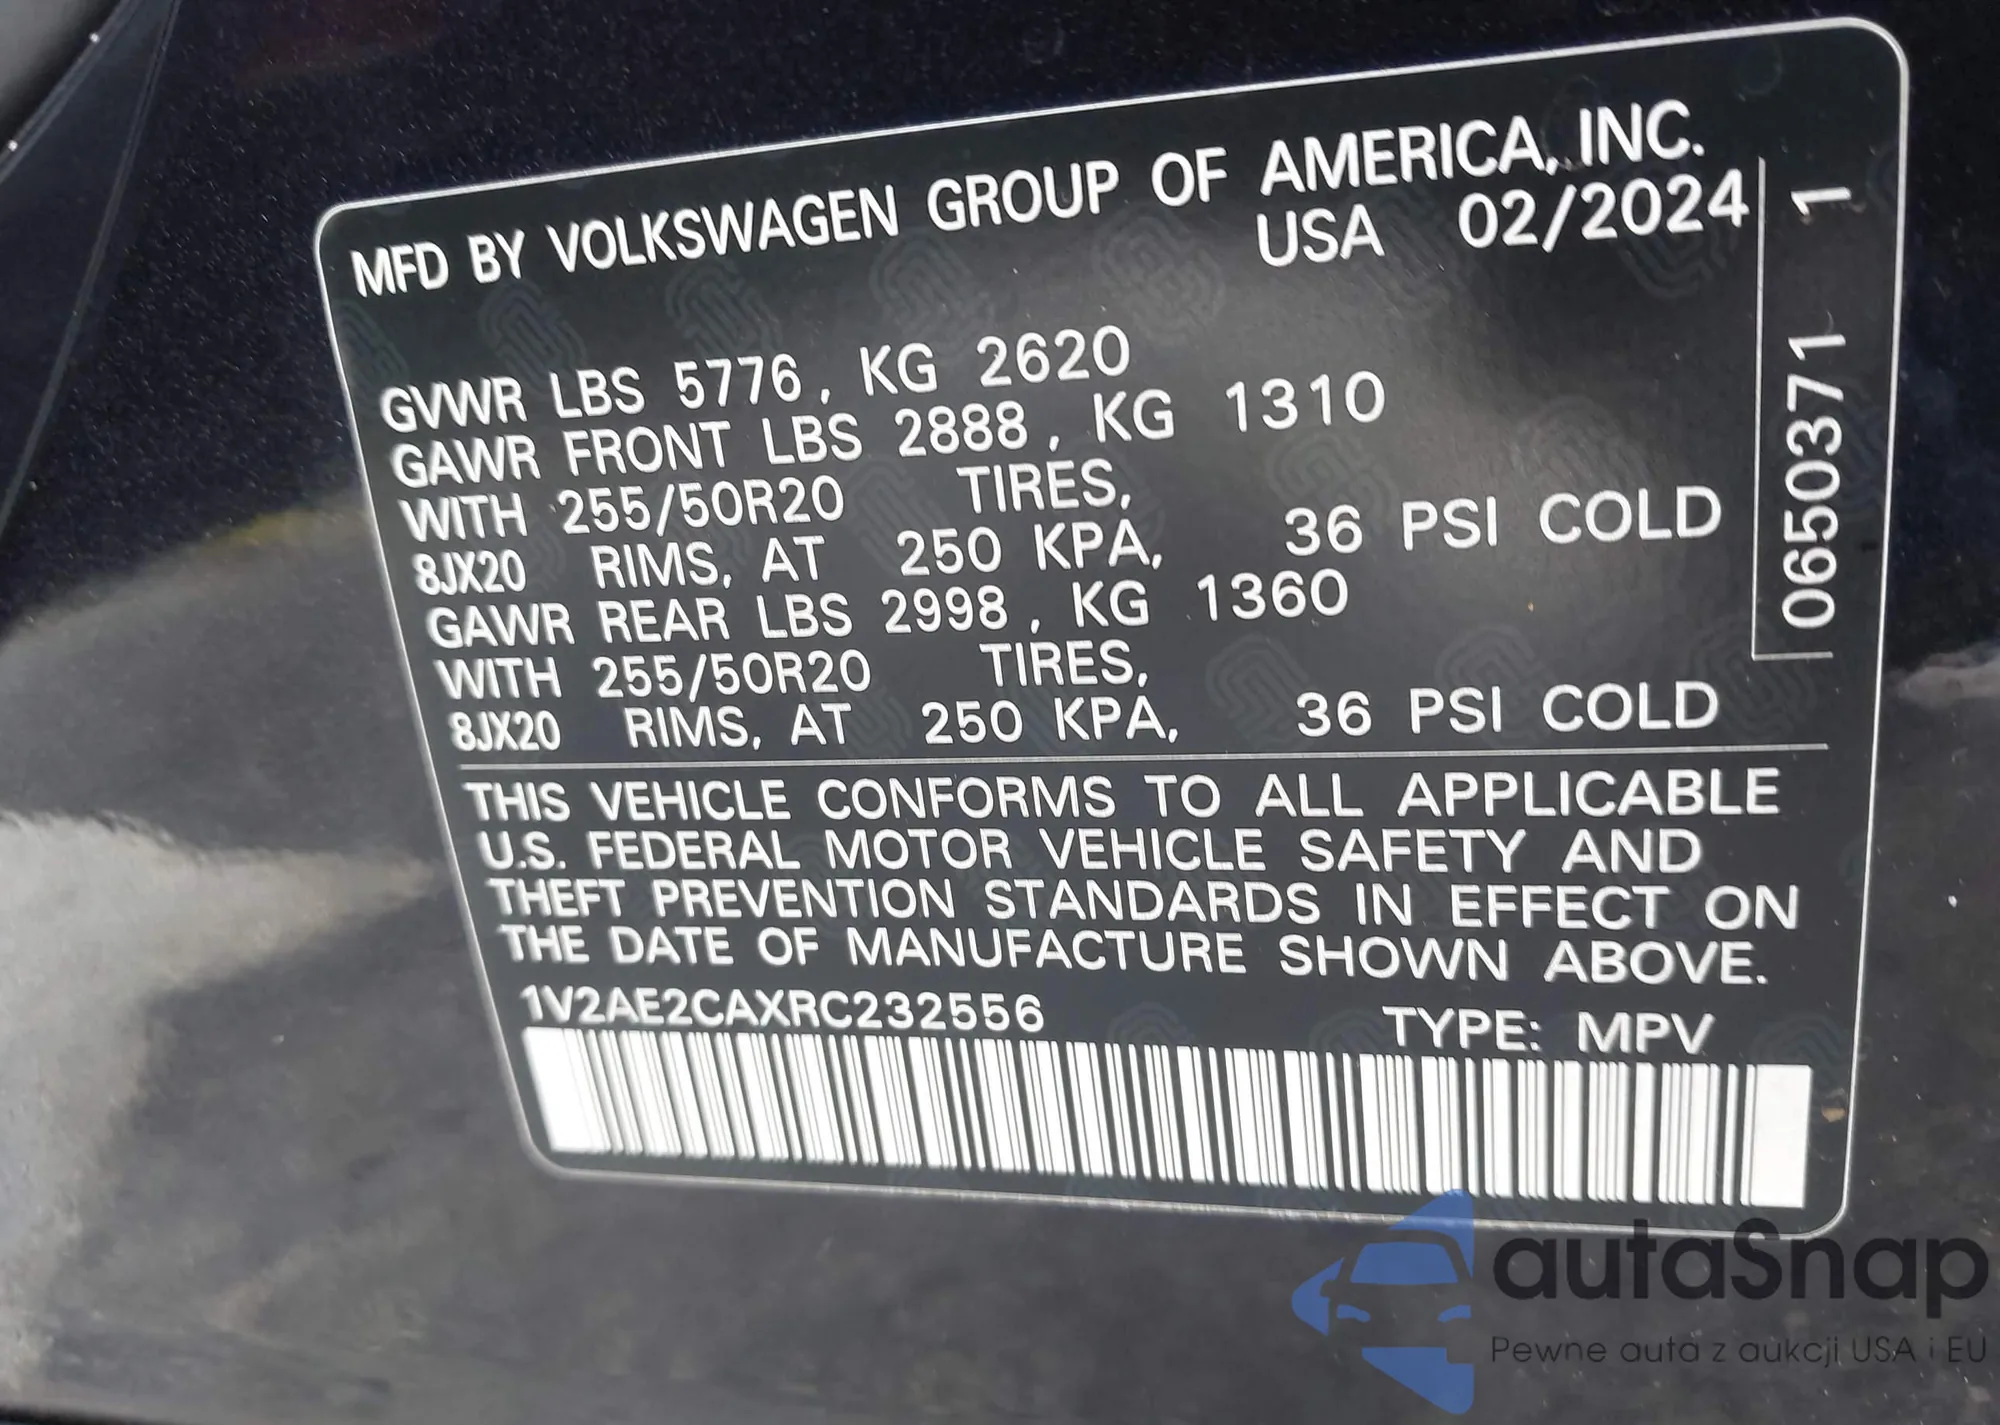 MFD BY VOLKSWAGEN GROUP OF AMERICA, INC.
USA 02/2024
GVWR LBS 5776, KG 2620
GAWR FRONT LBS 2888, KG 1310
WITH 255/50R20 TIRES,
8JX20 RIMS, AT 250 KPA, 36 PSI COLD
GAWR REAR LBS 2998, KG 1360
WITH 255/50R20 TIRES,
8JX20 RIMS, AT 250 KPA, 36 PSI COLD
0650371 1
THIS VEHICLE CONFORMS TO ALL APPLICABLE
U.S. FEDERAL MOTOR VEHICLE SAFETY AND
THEFT PREVENTION STANDARDS IN EFFECT ON
THE DATE OF MANUFACTURE SHOWN ABOVE.
1V2AE2CAXRC232556 TYPE: MPV
autaSnap
Pewne auta z aukcji USA i EU